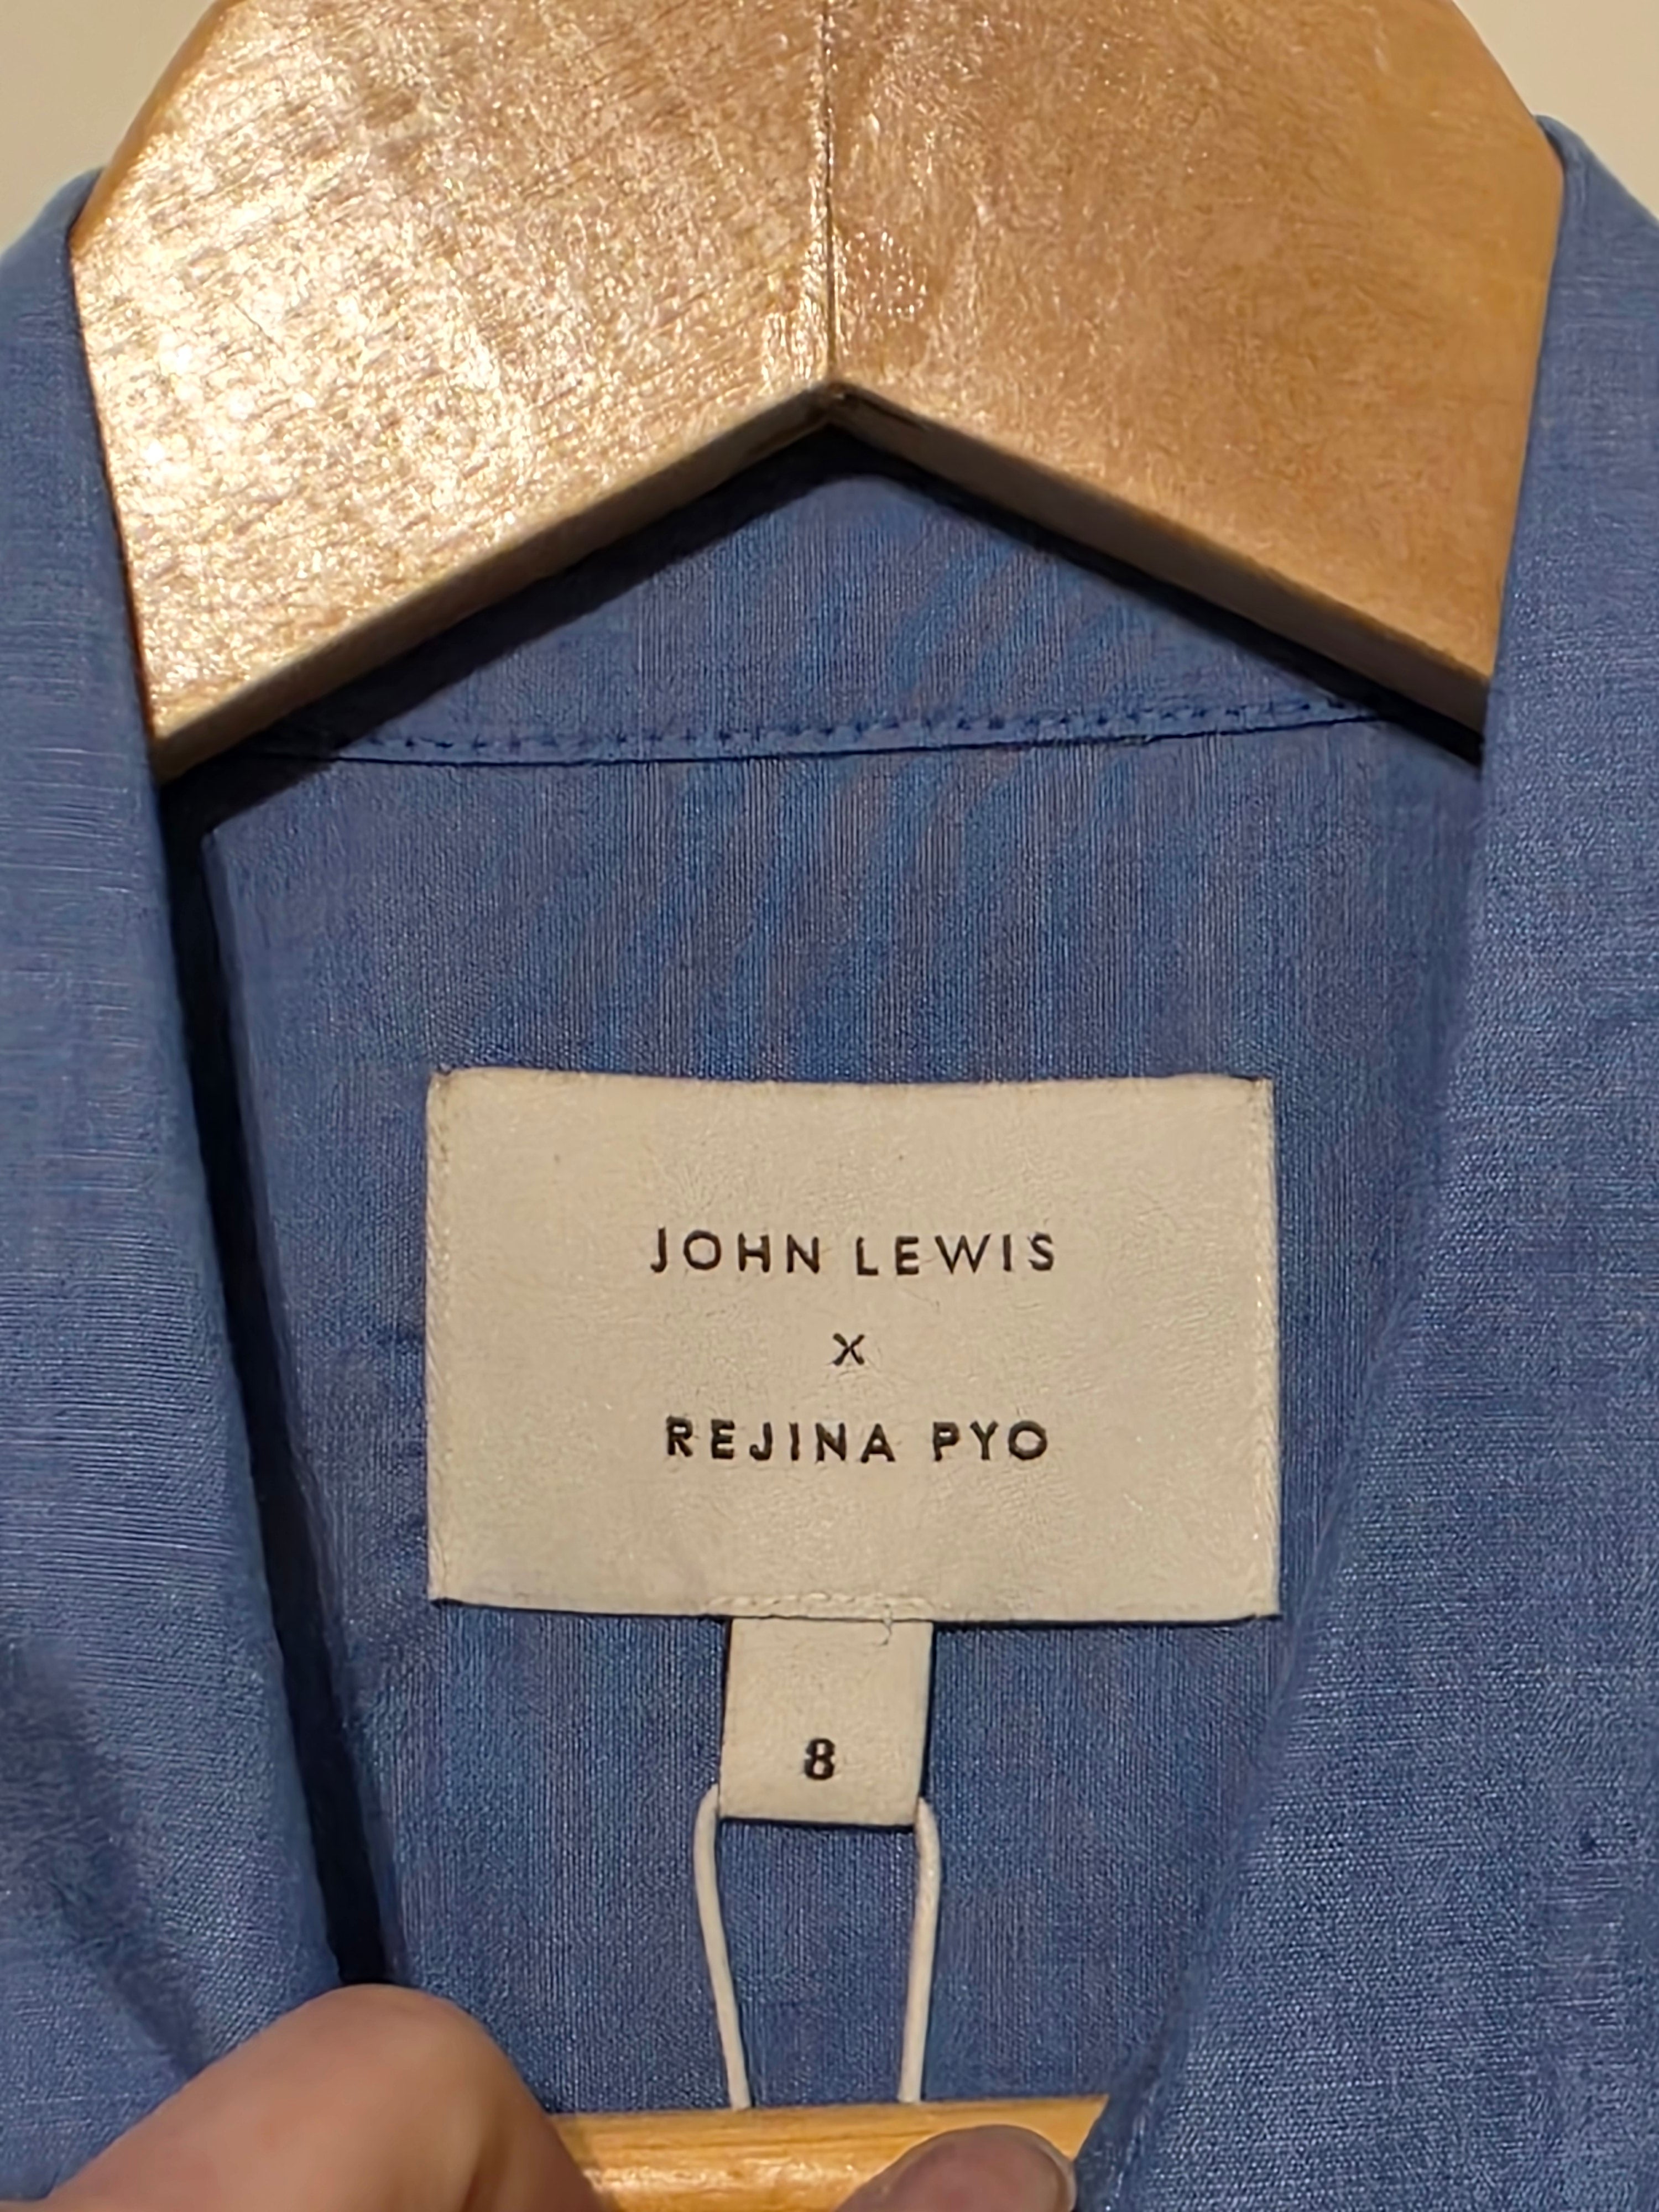 JOHN LEWIS
x
REJINA PYO
8